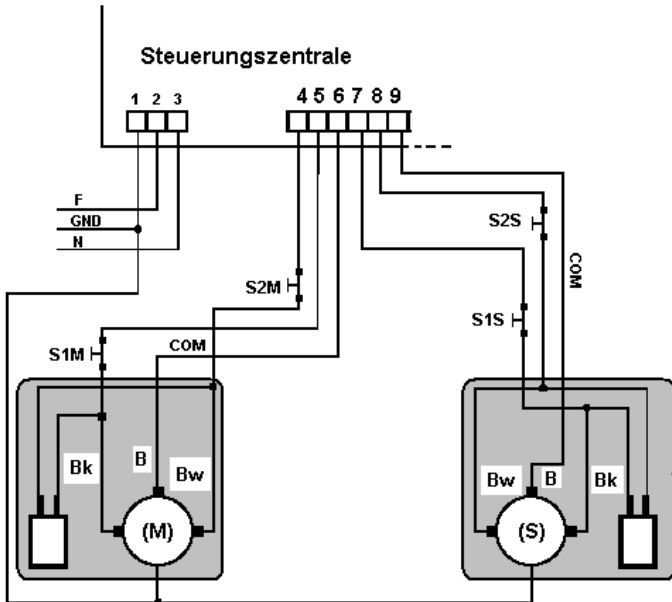 Steuerungszentrale
1 2 3
4 5 6 7 8 9
F
GND
N
S2S
COM
S2M
S1S
S1M
COM
Bk
B
Bw
Bw
B
Bk
(M)
(S)